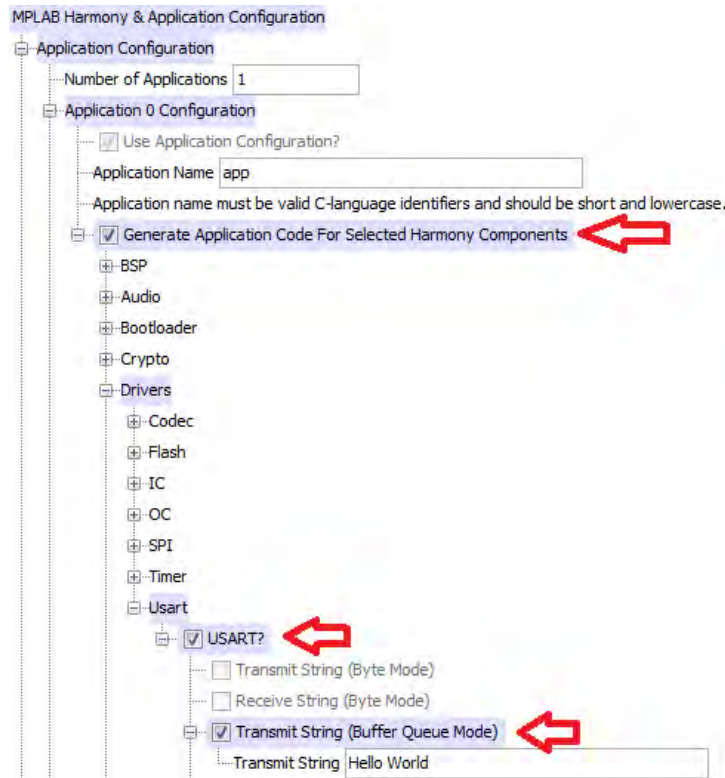 MPLAB Harmony & Application Configuration
Application Configuration
Number of Applications 1
Application 0 Configuration
Use Application Configuration?
Application Name app
Application name must be valid C-language identifiers and should be short and lowercase.
Generate Application Code For Selected Harmony Components
BSP
Audio
Bootloader
Crypto
Drivers
Codec
Flash
IC
OC
SPI
Timer
Usart
USART?
Transmit String (Byte Mode)
Receive String (Byte Mode)
Transmit String (Buffer Queue Mode)
Transmit String Hello World